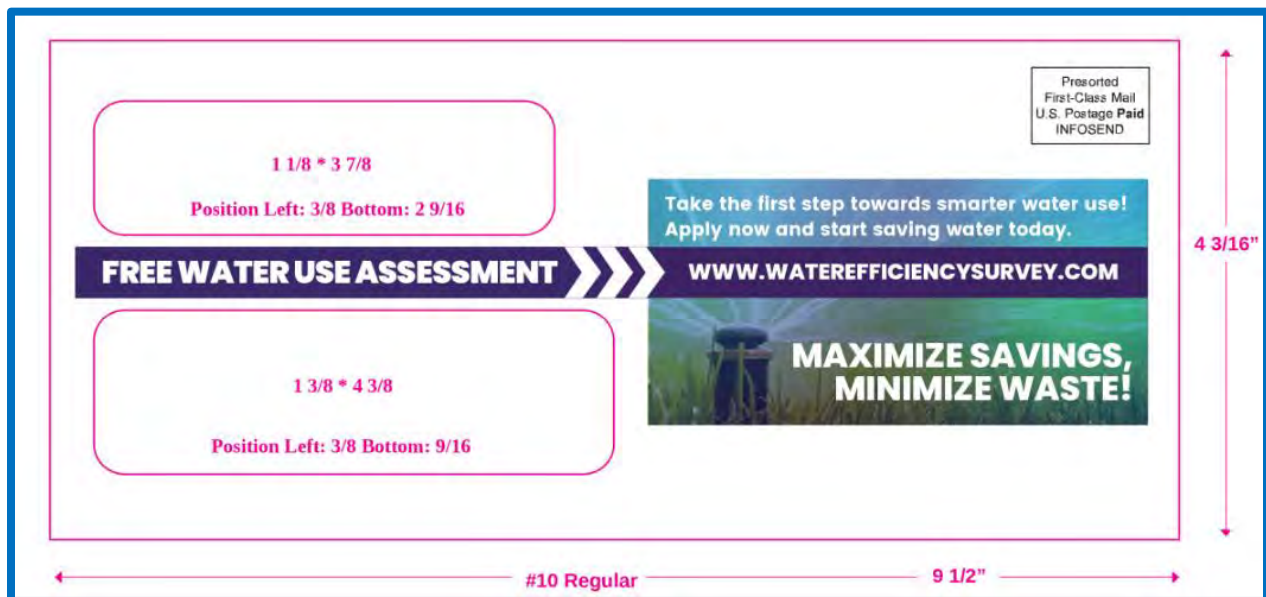 Presorted
First-Class Mail
U.S. Postage Paid
INFOSEND
1 1/8 * 3 7/8
Position Left: 3/8 Bottom: 2 9/16
Take the first step towards smarter water use!
Apply now and start saving water today.
4 3/16”
FREE WATER USE ASSESSMENT
WWW.WATEREFFICIENCYSURVEY.COM
MAXIMIZE SAVINGS,
MINIMIZE WASTE!
1 3/8 * 4 3/8
Position Left: 3/8 Bottom: 9/16
#10 Regular
9 1/2”